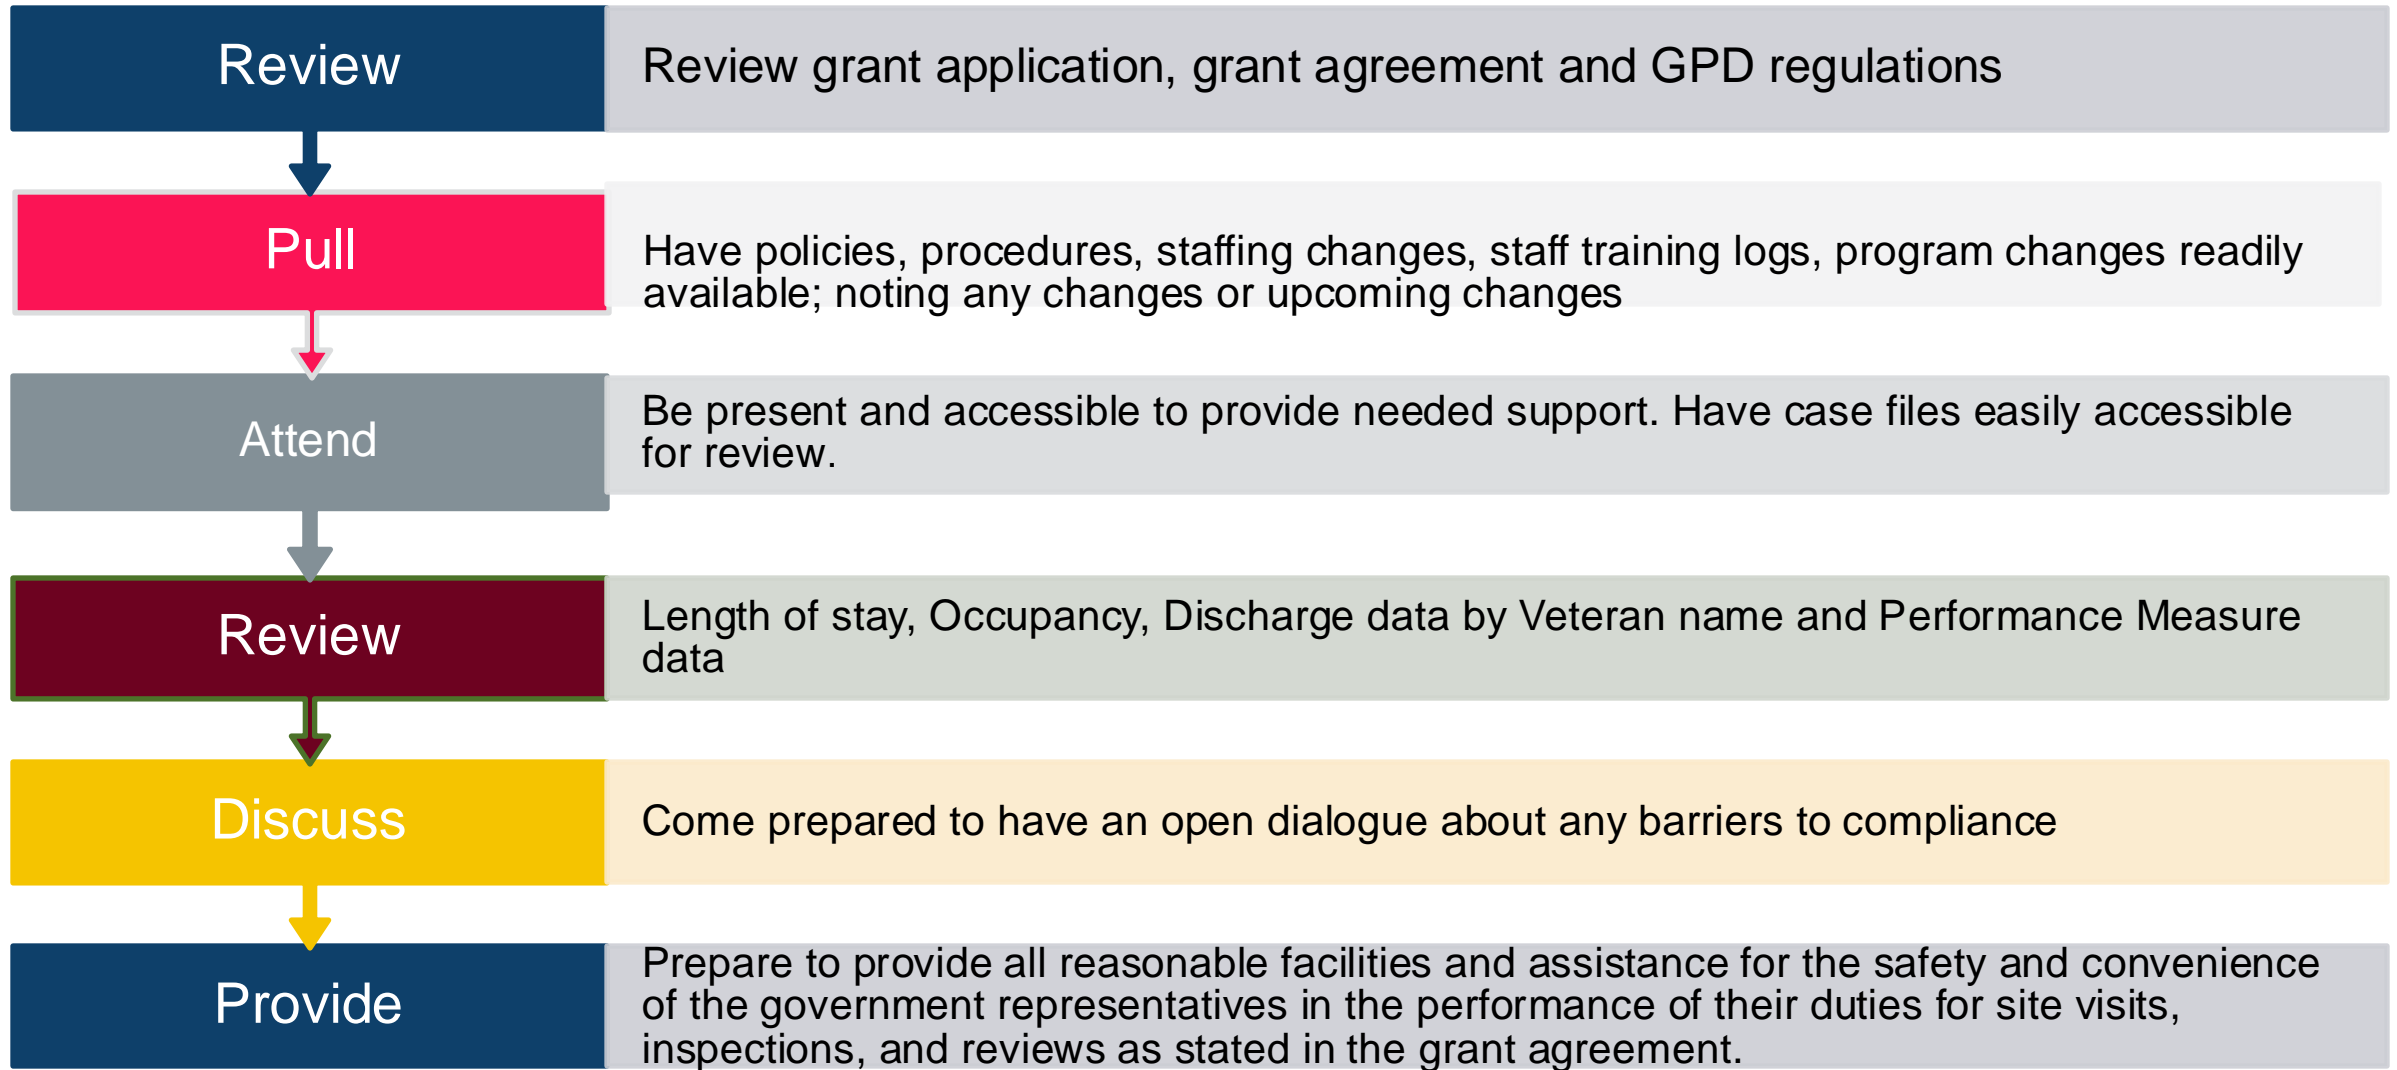 Review
Review grant application, grant agreement and GPD regulations
Pull
Have policies, procedures, staffing changes, staff training logs, program changes readily
available; noting any changes or upcoming changes
Attend
Be present and accessible to provide needed support. Have case files easily accessible
for review.
Review
Length of stay, Occupancy, Discharge data by Veteran name and Performance Measure
data
Discuss
Come prepared to have an open dialogue about any barriers to compliance
Provide
Prepare to provide all reasonable facilities and assistance for the safety and convenience
of the government representatives in the performance of their duties for site visits,
inspections, and reviews as stated in the grant agreement.